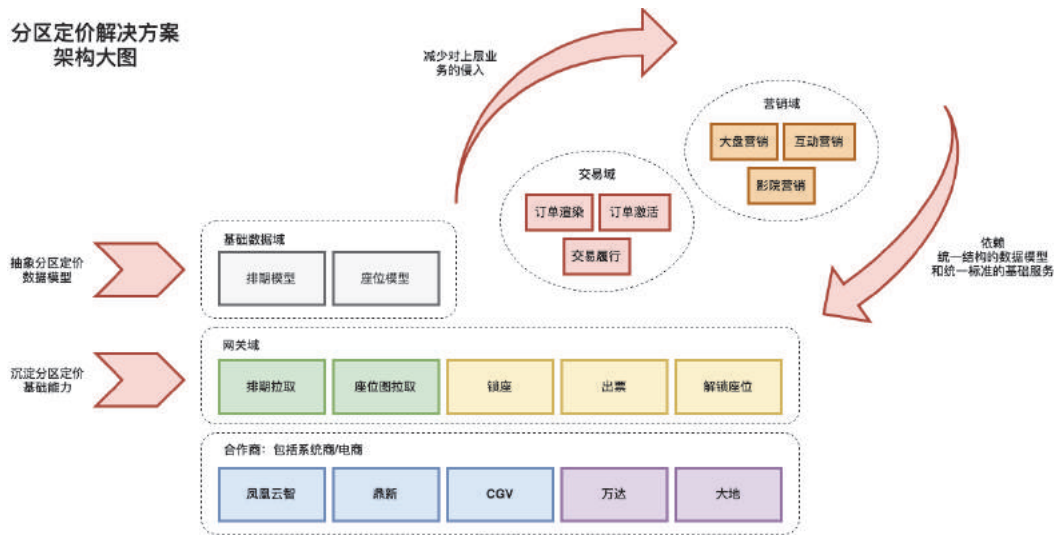 分区定价解决方案
架构大图
减少对上层业
务的侵入
营销域
大盘营销
互动营销
影院营销
交易域
订单渲染
订单激活
交易履行
依赖
统一结构的数据模型
和统一标准的基础服务
抽象分区定价
数据模型
基础数据域
排期模型
座位模型
沉淀分区定价
基础能力
网关域
排期拉取
座位图拉取
锁座
出票
解锁座位
合作商：包括系统商/电商
凤凰云智
鼎新
CGV
万达
大地